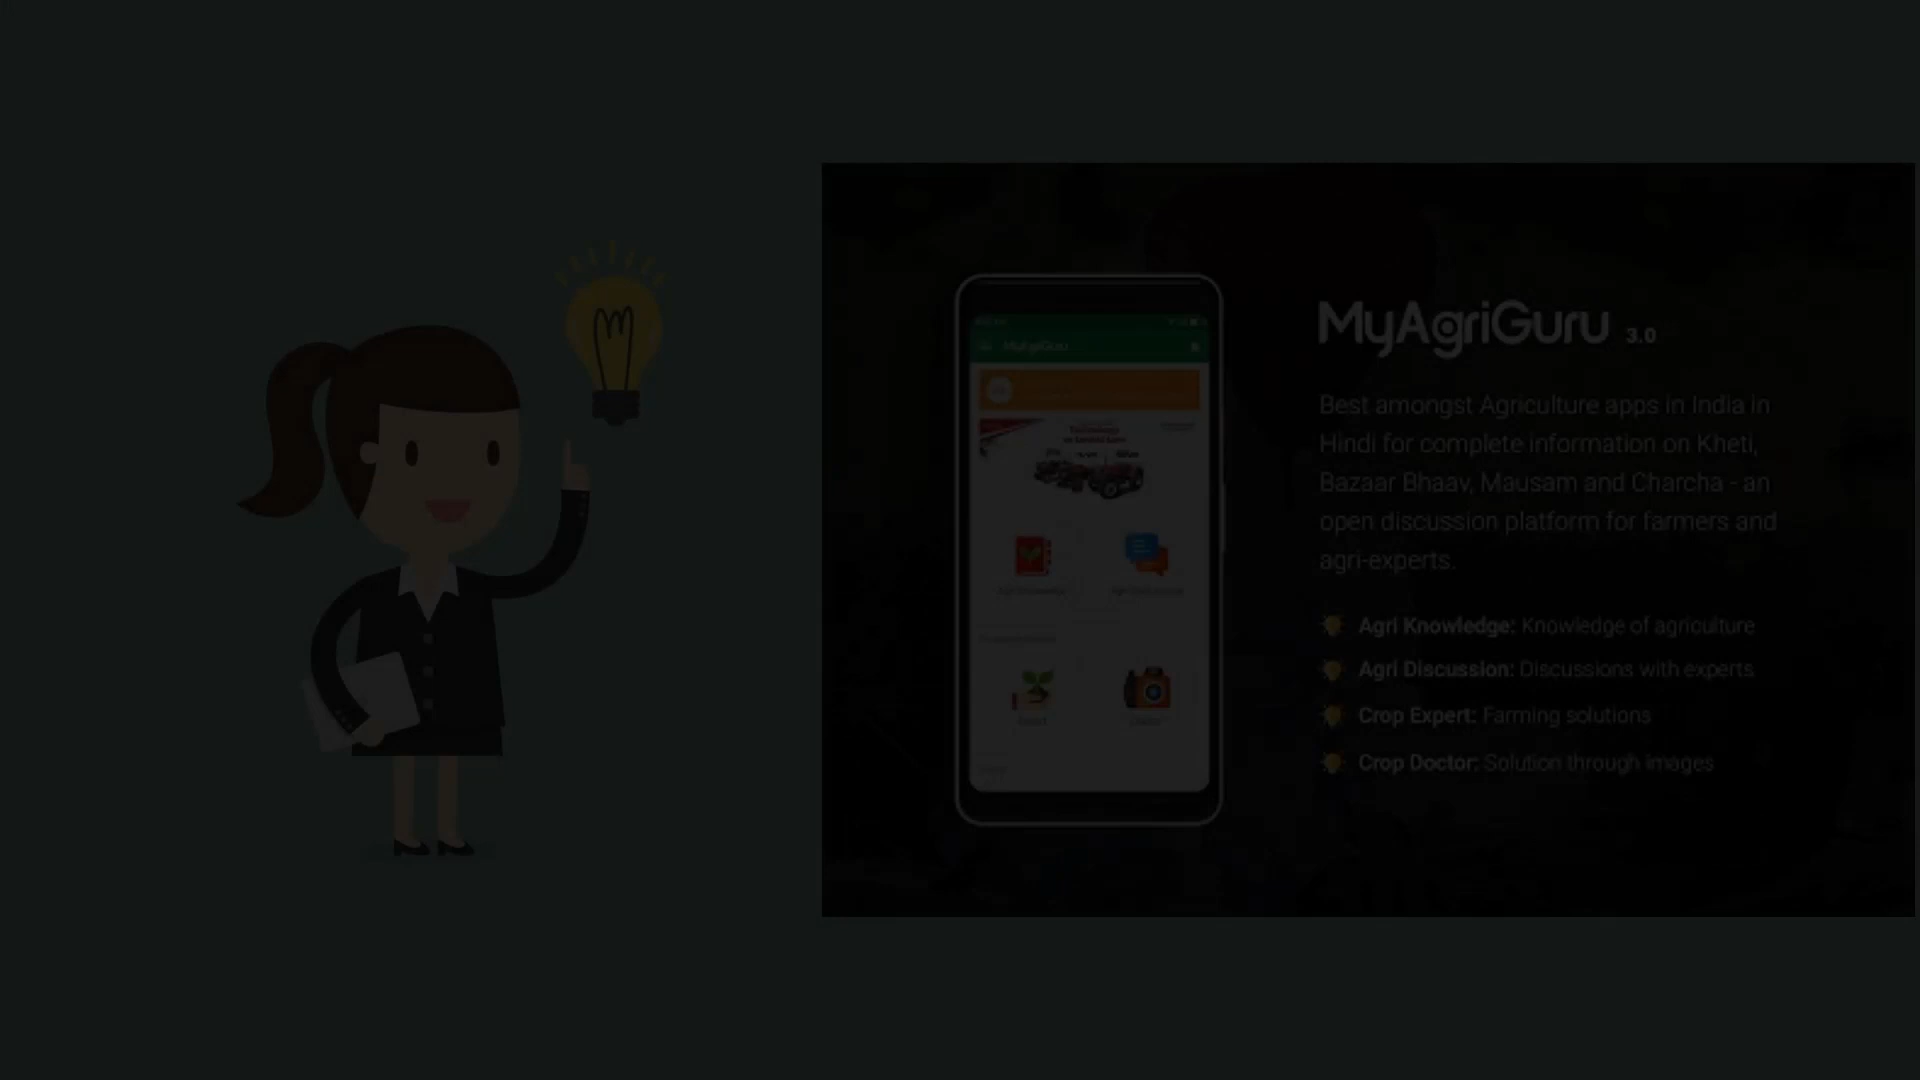 MyAgriGuru 3.0
Best amongst Agriculture apps in India in
Hindi for complete information on Kheti,
Bazaar Bhaav, Mausam and Charcha - an
open discussion platform for farmers and
agri-experts.
Agri Knowledge: Knowledge of agriculture
Agri Discussion: Discussions with experts
Crop Expert: Farming solutions
Crop Doctor: Solution through images
MyAgriGuru